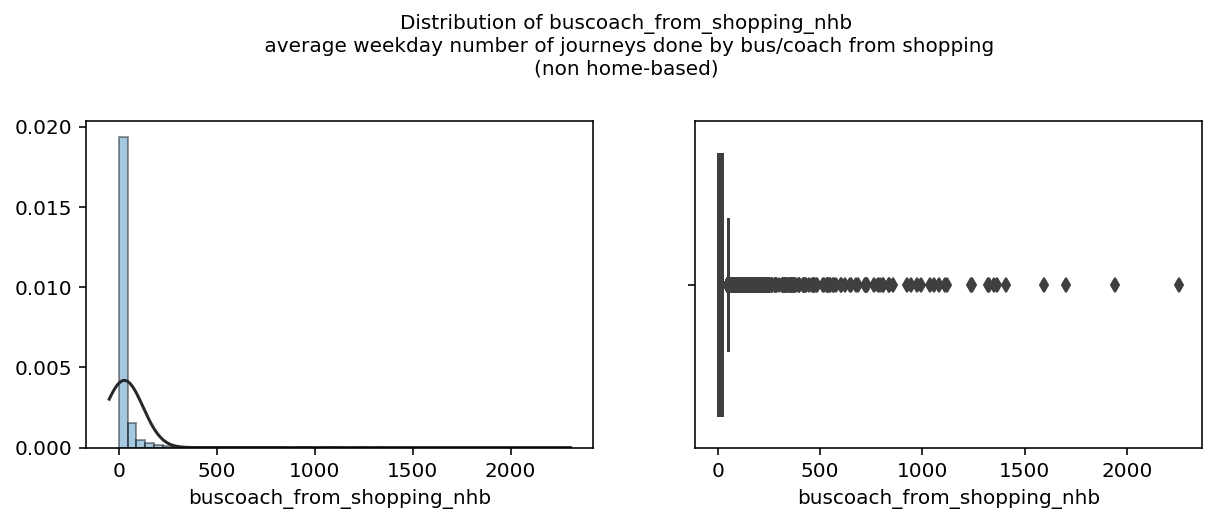 Distribution of buscoach_from_shopping_nhb
average weekday number of journeys done by bus/coach from shopping
(non home-based)
0.020
0.015
0.010
0.005
0.000
0 500 1000 1500 2000
buscoach_from_shopping_nhb
0 500 1000 1500 2000
buscoach_from_shopping_nhb